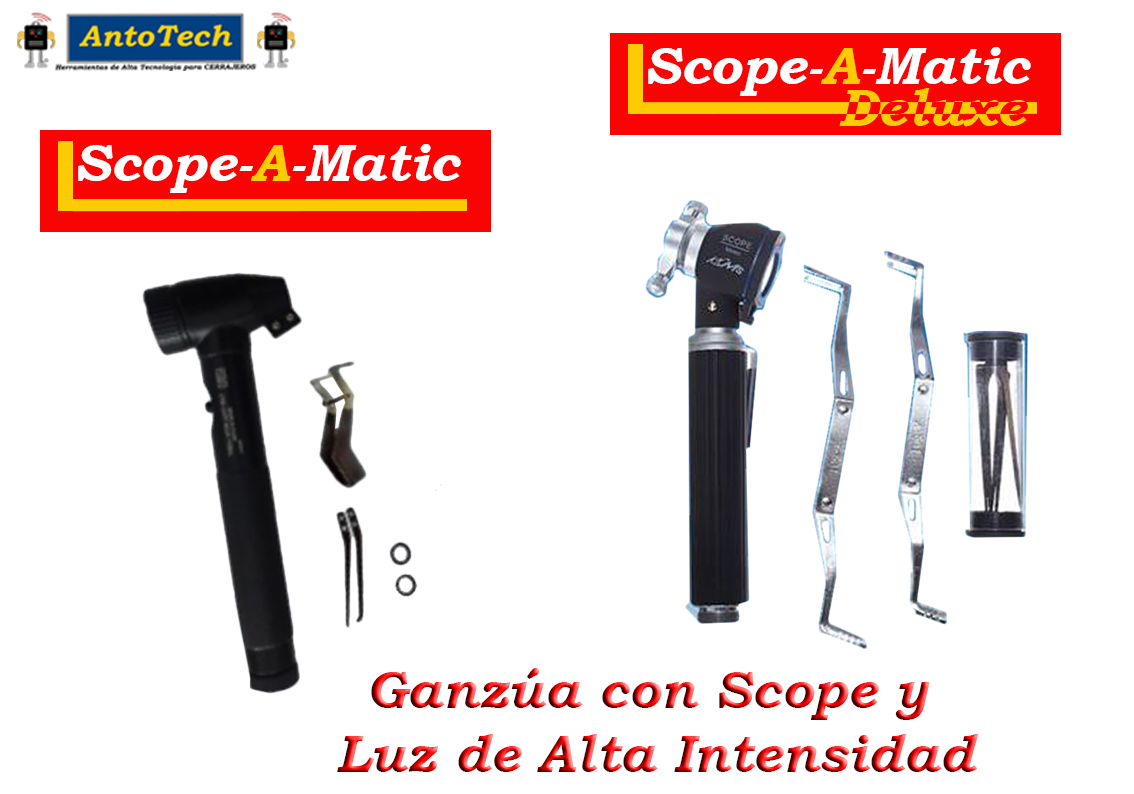 AntoTech
Herramientas de Alta Tecnología para CERRAJEROS
Scope-A-Matic
Deluxe
Scope-A-Matic
SCOPE
Ganzúa con Scope y
Luz de Alta Intensidad